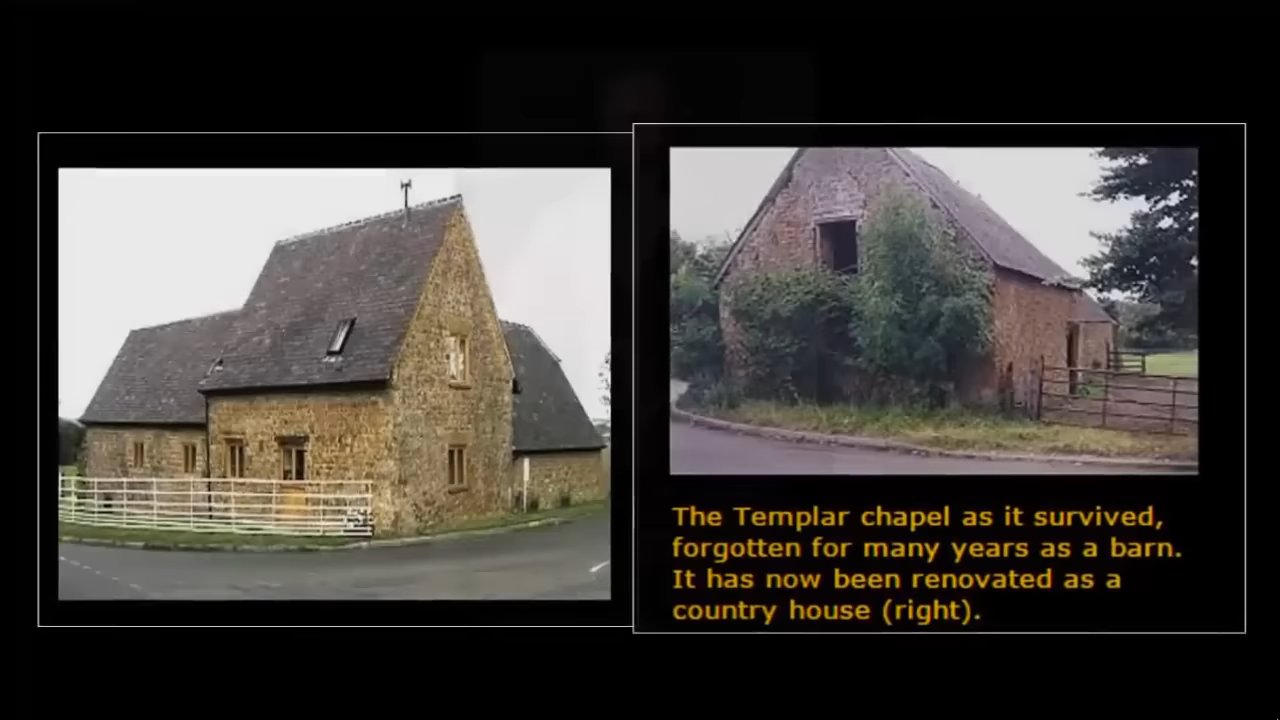 The Templar chapel as it survived,
forgotten for many years as a barn.
It has now been renovated as a
country house (right).